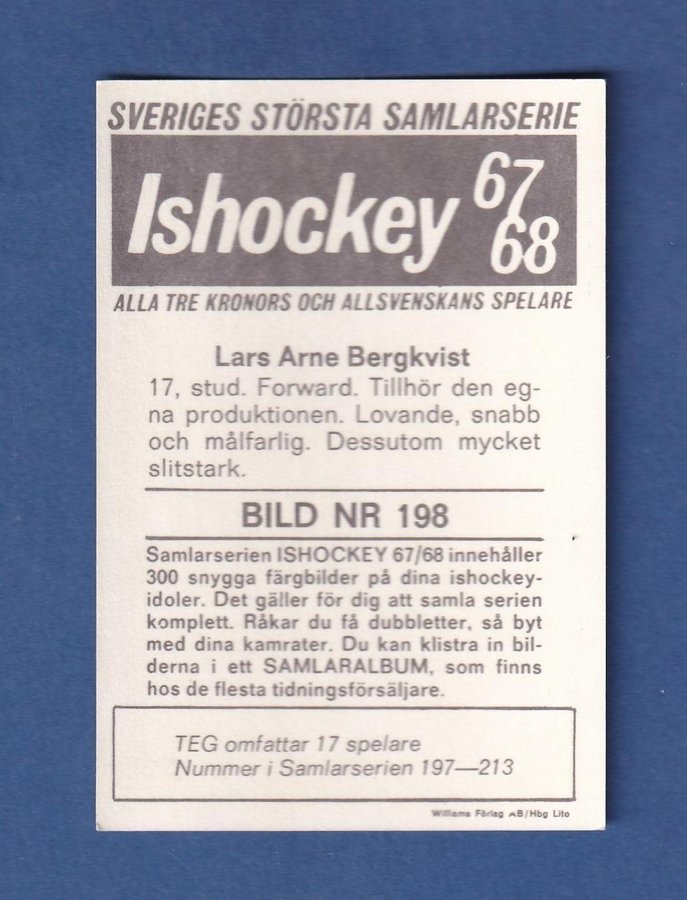 SVERIGES STÖRSTA SAMLARSERIE
Ishockey 67/68
ALLA TRE KRONORS OCH ALLSVENSKANS SPELARE
Lars Arne Bergkvist
17, stud. Forward. Tillhör den eg-
na produktionen. Lovande, snabb
och målfarlig. Dessutom mycket
slitstark.
BILD NR 198
Samlarserien ISHOCKEY 67/68 innehåller
300 snygga färgbilder på dina ishockey-
idoler. Det gäller för dig att samla serien
komplett. Råkar du få dubbletter, så byt
med dina kamrater. Du kan klistra in bil-
derna i ett SAMLARALBUM, som finns
hos de flesta tidningsförsäljare.
TEG omfattar 17 spelare
Nummer i Samlarserien 197—213
Williams Förlag AB/Hbg Lito